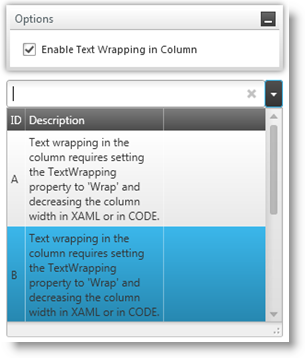 Options
Enable Text Wrapping in Column
ID Description
A
Text wrapping in the
column requires setting
the TextWrapping
property to 'Wrap' and
decreasing the column
width in XAML or in CODE.
B
Text wrapping in the
column requires setting
the TextWrapping
property to 'Wrap' and
decreasing the column
width in XAML or in CODE.